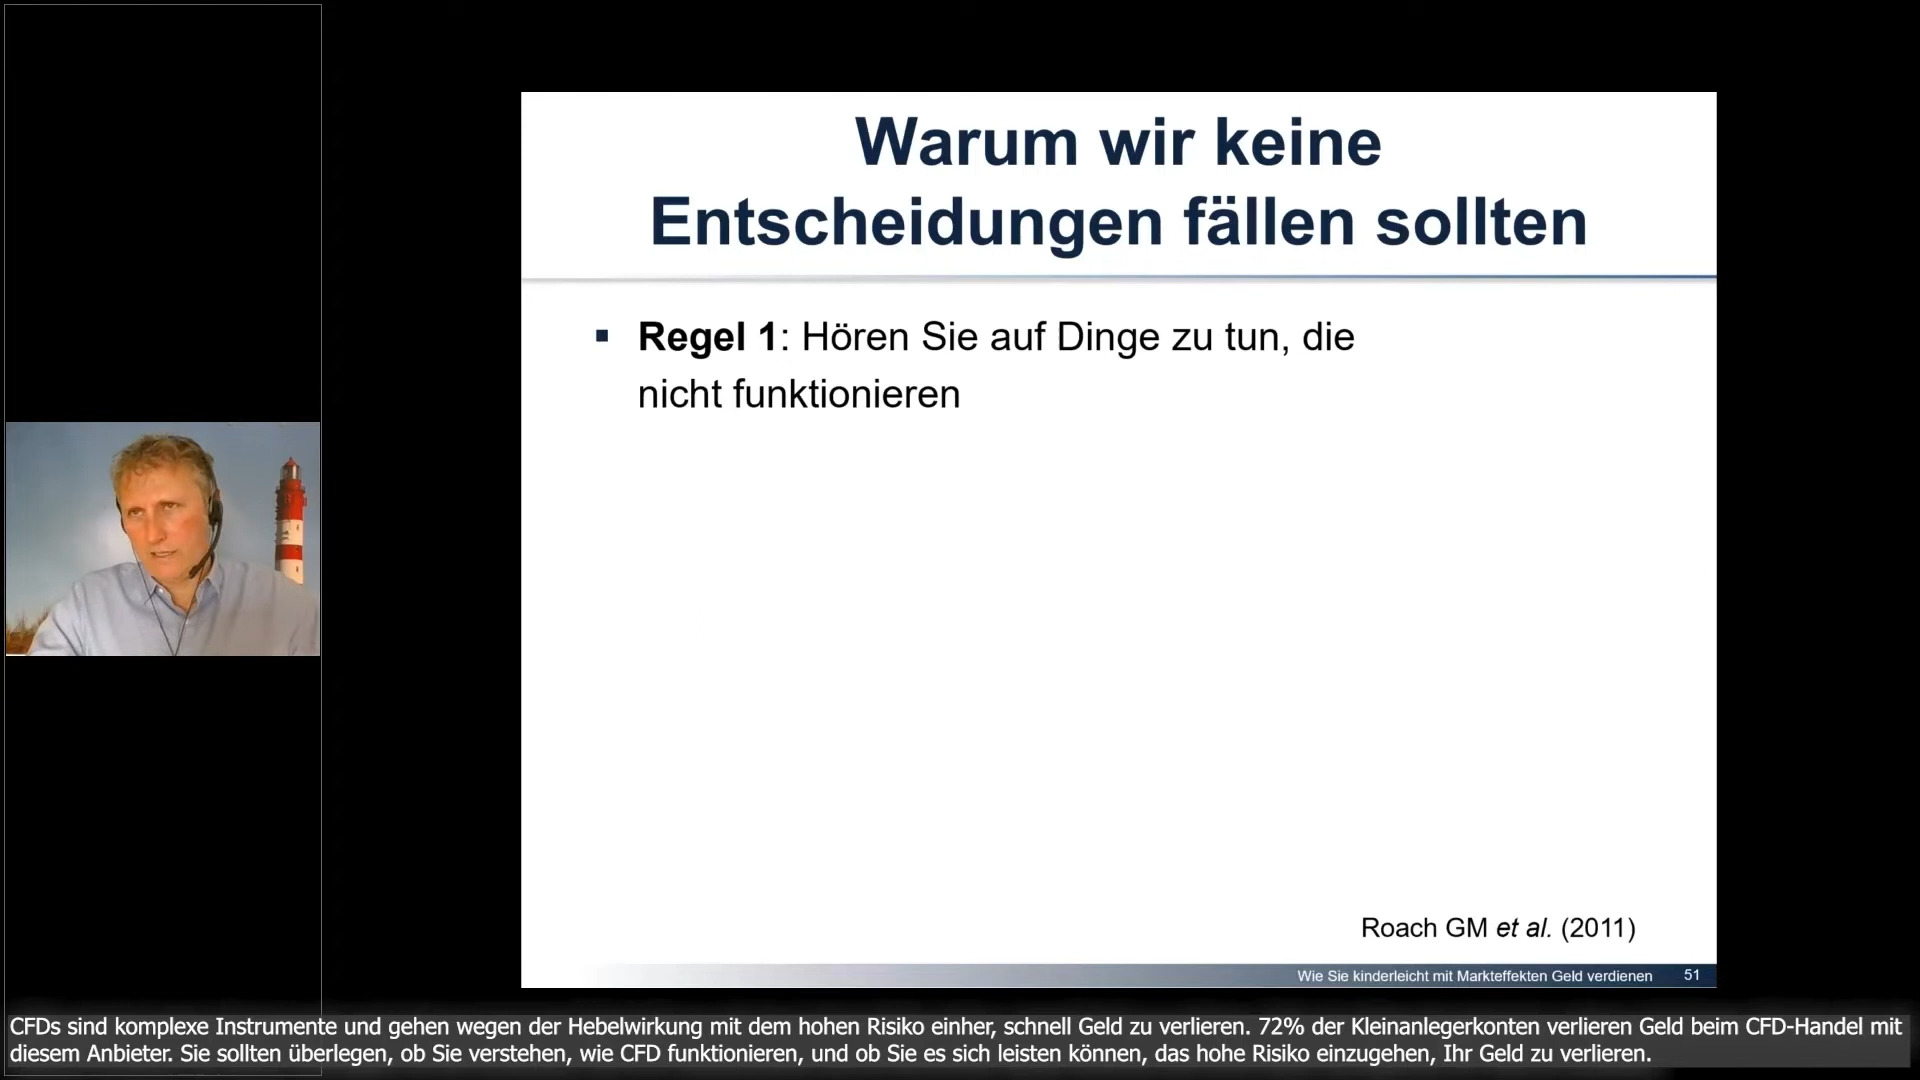 Warum wir keine
Entscheidungen fällen sollten
▪ Regel 1: Hören Sie auf Dinge zu tun, die
nicht funktionieren
Roach GM et al. (2011)
Wie Sie kinderleicht mit Markteffekten Geld verdienen 51
CFDs sind komplexe Instrumente und gehen wegen der Hebelwirkung mit dem hohen Risiko einher, schnell Geld zu verlieren. 72% der Kleinanlegerkonten verlieren Geld beim CFD-Handel mit
diesem Anbieter. Sie sollten überlegen, ob Sie verstehen, wie CFD funktionieren, und ob Sie es sich leisten können, das hohe Risiko einzugehen, Ihr Geld zu verlieren.